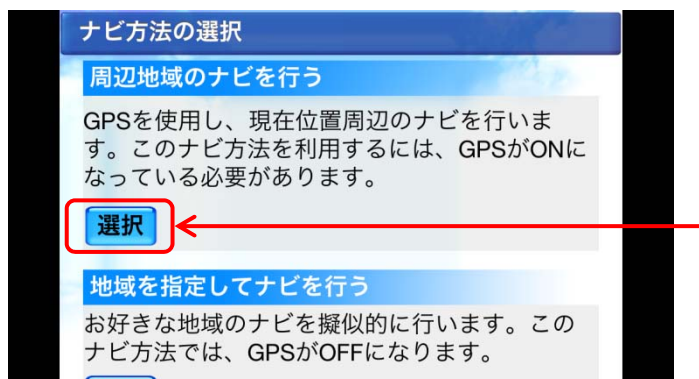 ナビ方法の選択
周辺地域のナビを行う
GPSを使用し、現在位置周辺のナビを行いま
す。このナビ方法を利用するには、GPSがONに
なっている必要があります。
選択
地域を指定してナビを行う
お好きな地域のナビを擬似的に行います。この
ナビ方法では、GPSがOFFになります。